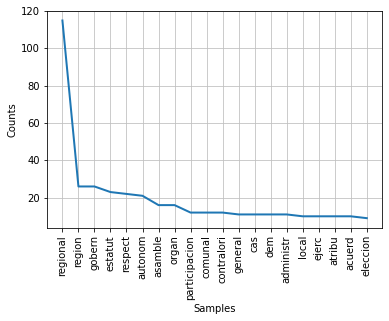 120
100
80
60
40
20
Counts
regional
region
gobern
estatut
respect
autonom
asamble
organ
participacion
comunal
contralori
general
cas
dem
administr
local
ejerc
atribu
acuerd
eleccion
Samples